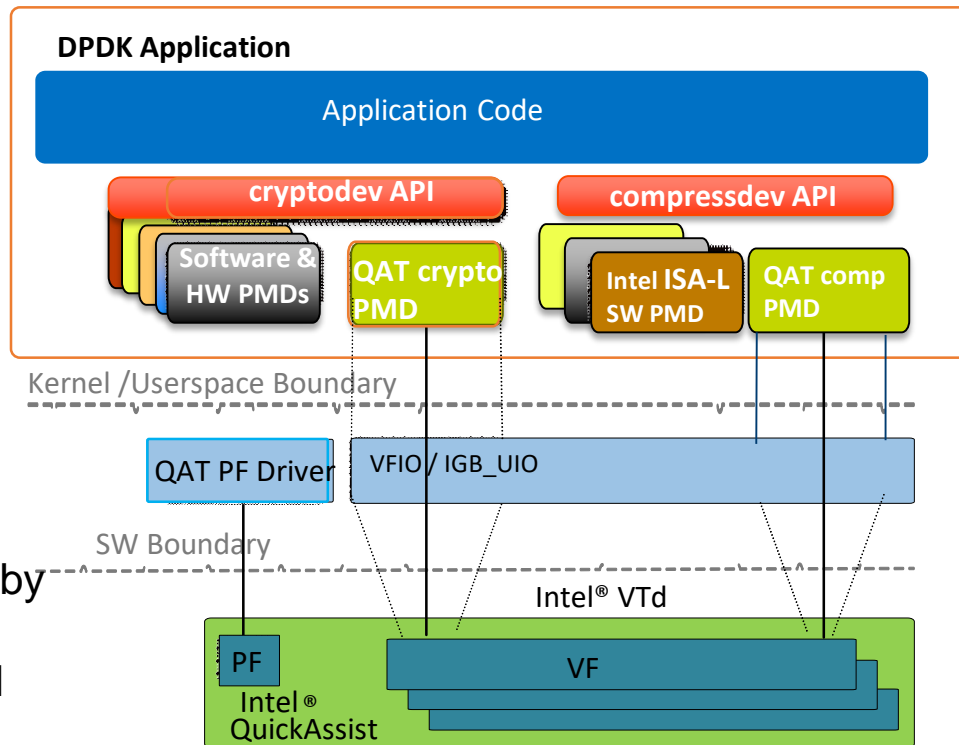 DPDK Application
Application Code
cryptodev API
compressdev API
Software &
HW PMDs
QAT crypto
PMD
Intel ISA-L
SW PMD
QAT comp
PMD
Kernel /Userspace Boundary
QAT PF Driver
VFIO / IGB_UIO
SW Boundary
by
Intel® VTd
PF
VF
Intel ®
QuickAssist